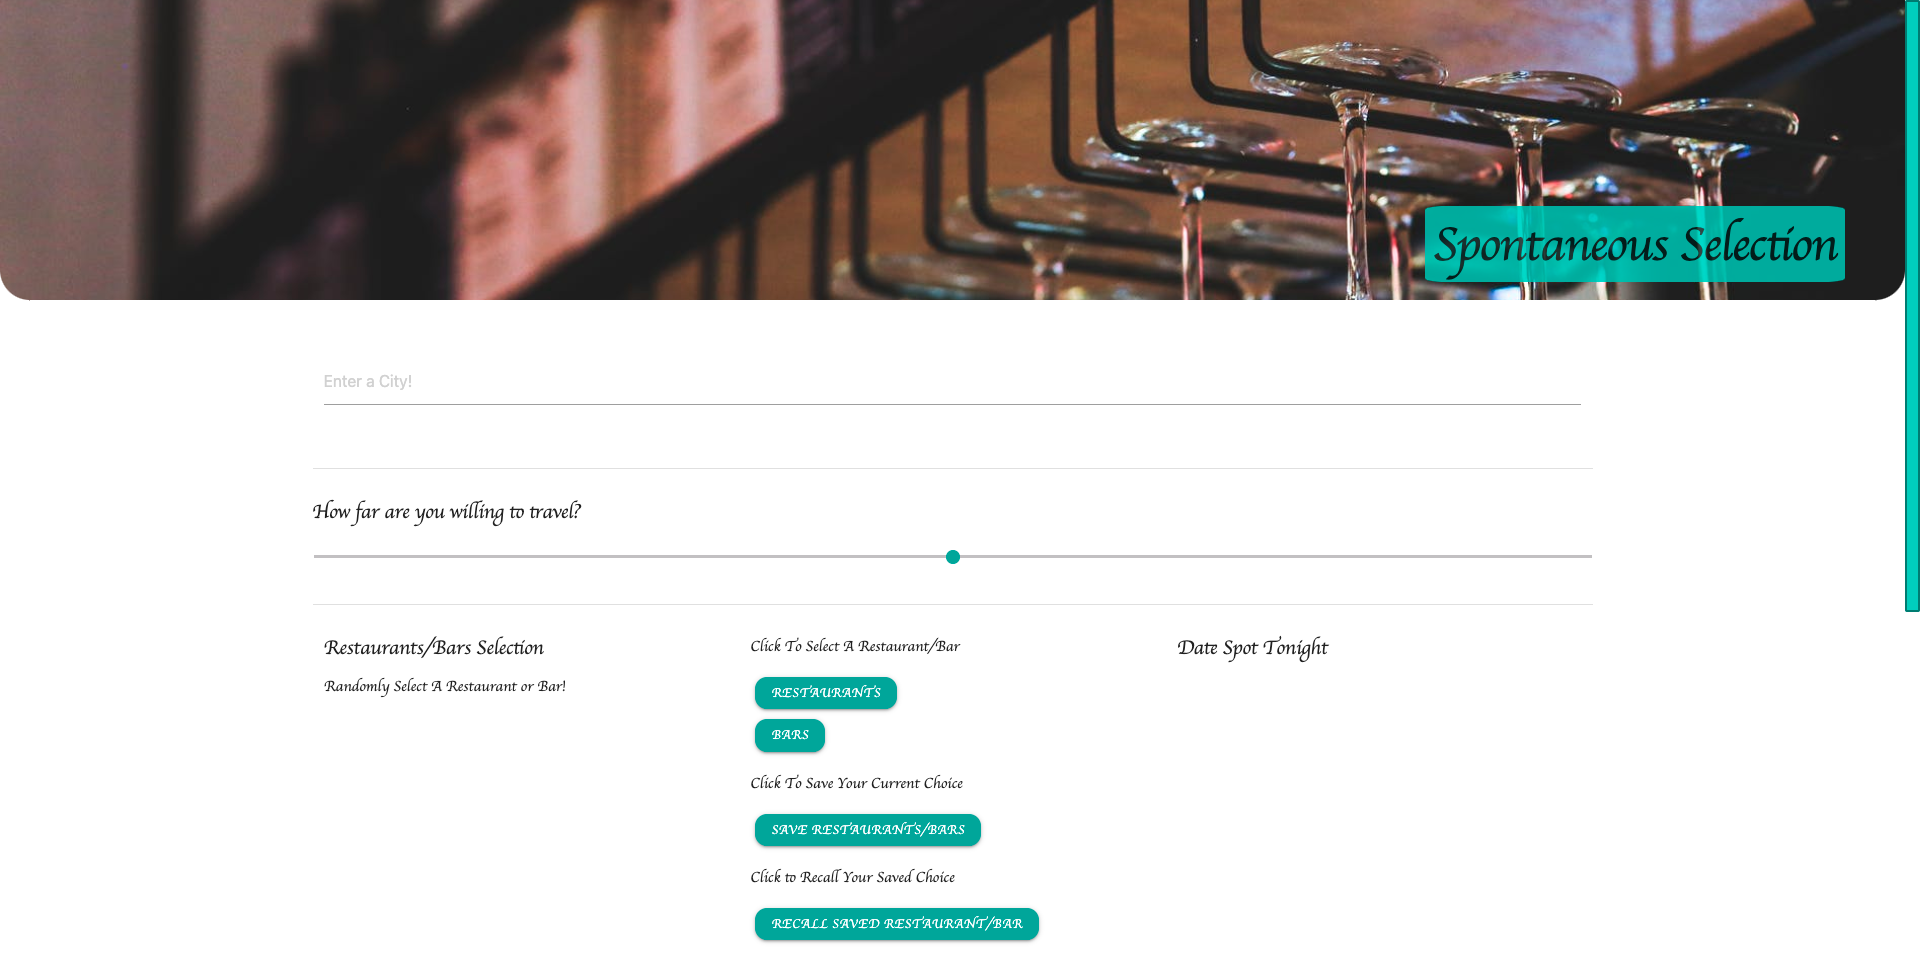 Spontaneous Selection
Enter a City!
How far are you willing to travel?
Restaurants/Bars Selection
Randomly Select A Restaurant or Bar!
Click To Select A Restaurant/Bar
RESTAURANTS
BARS
Click To Save Your Current Choice
SAVE RESTAURANTS/BARS
Click to Recall Your Saved Choice
RECALL SAVED RESTAURANT/BAR
Date Spot Tonight